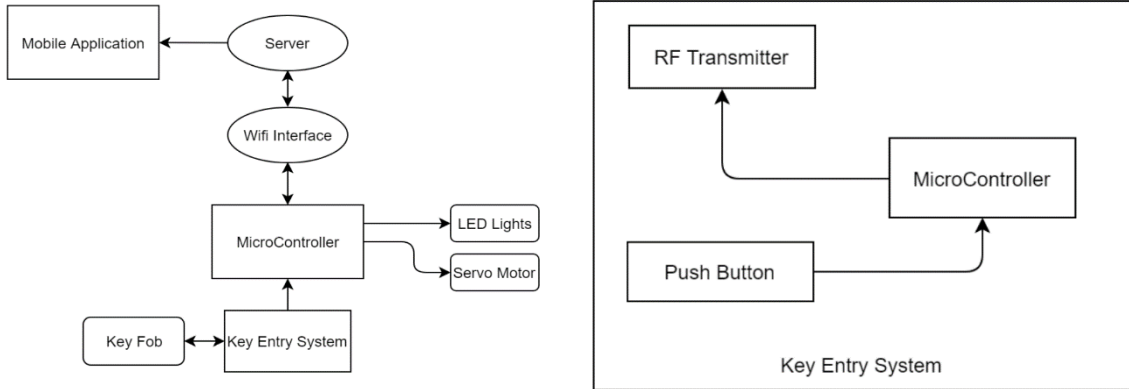 Mobile Application
Server
Wifi Interface
MicroController
LED Lights
Servo Motor
Key Fob
Key Entry System
RF Transmitter
MicroController
Push Button
Key Entry System